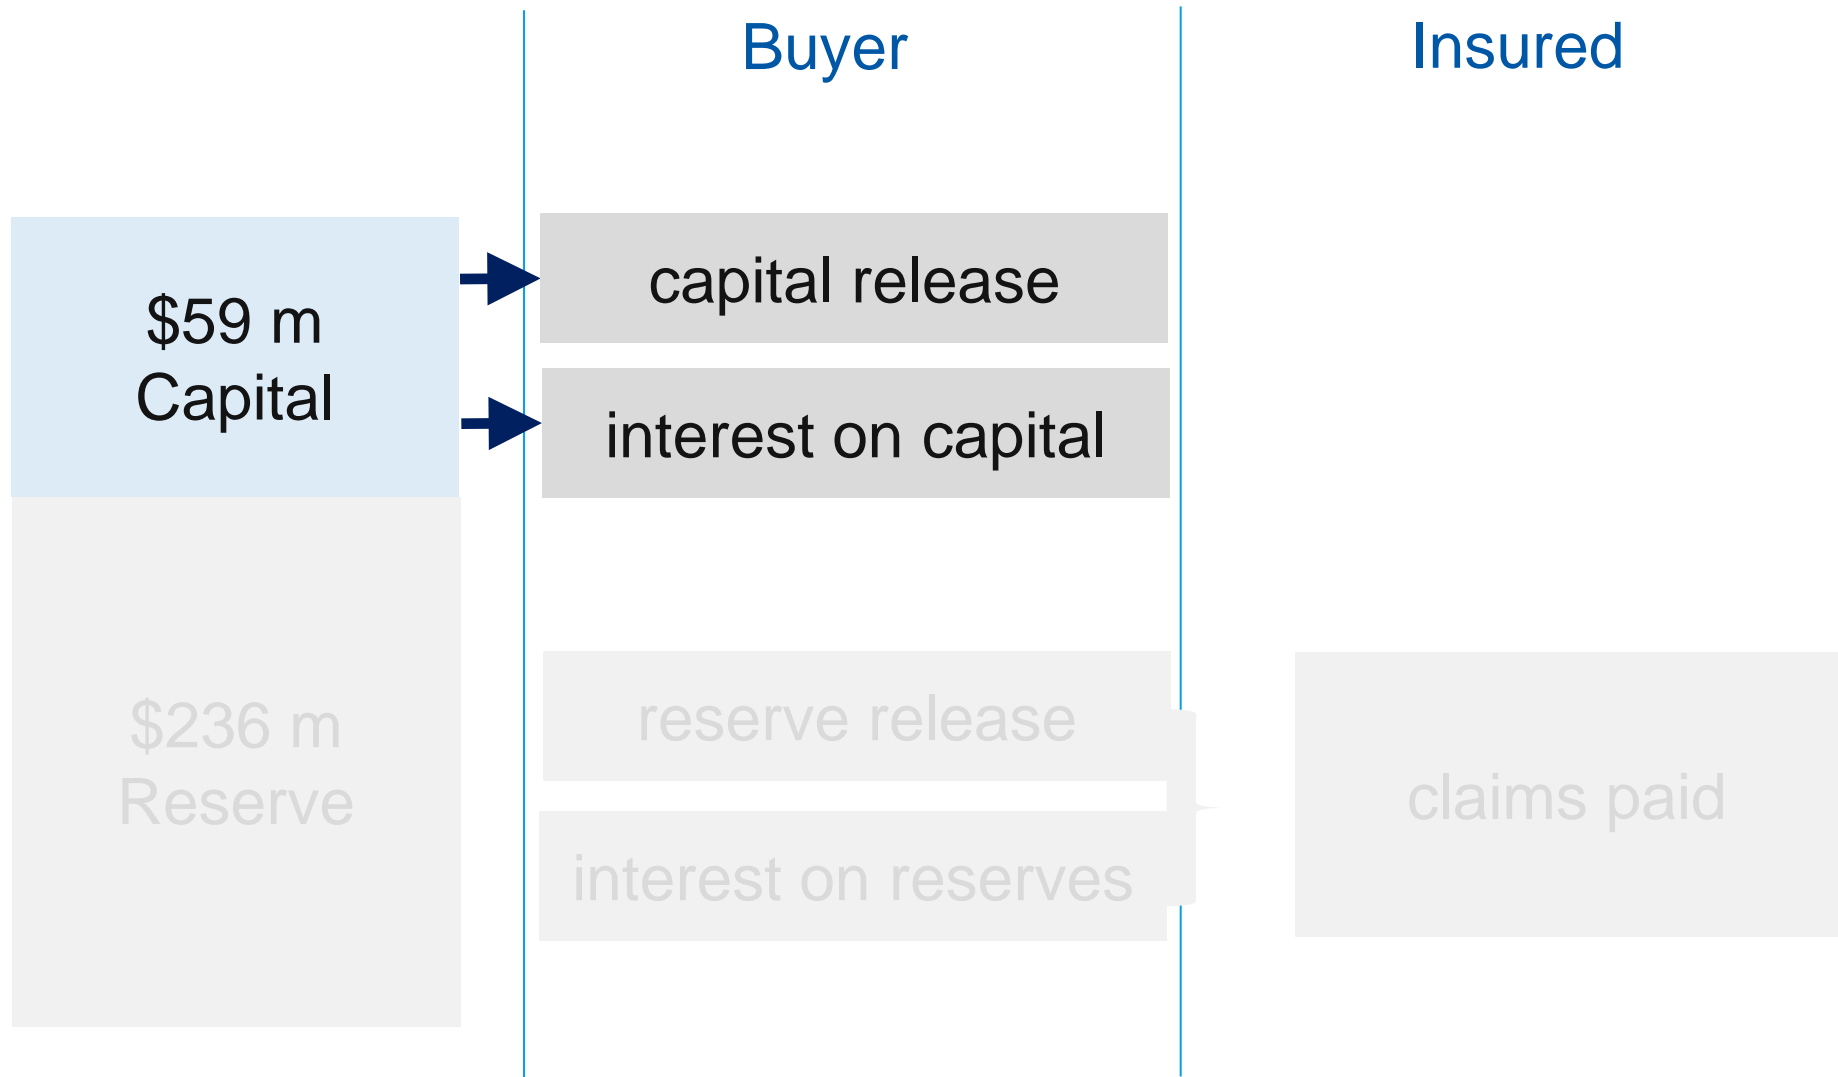 Buyer
Insured
$59 m
Capital
capital release
interest on capital
$236 m
Reserve
reserve release
interest on reserves
claims paid